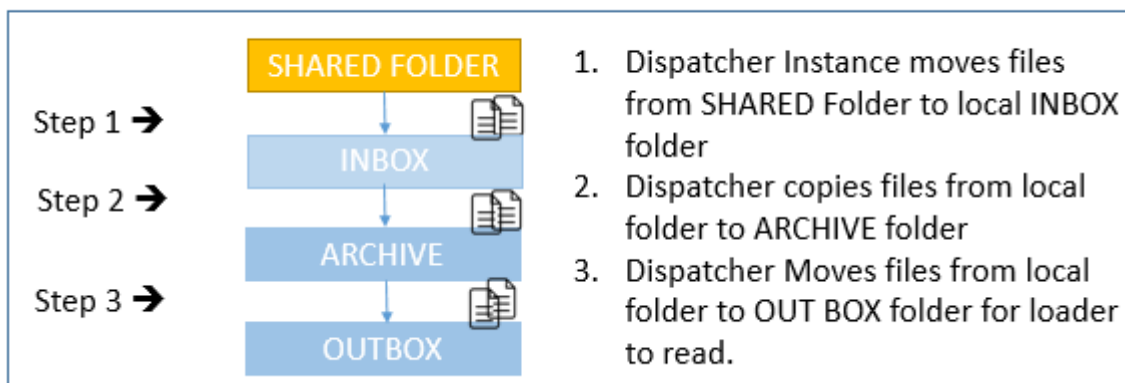 SHARED FOLDER
Step 1 ➔
INBOX
Step 2 ➔
ARCHIVE
Step 3 ➔
OUTBOX
1. Dispatcher Instance moves files
from SHARED Folder to local INBOX
folder
2. Dispatcher copies files from local
folder to ARCHIVE folder
3. Dispatcher Moves files from local
folder to OUT BOX folder for loader
to read.